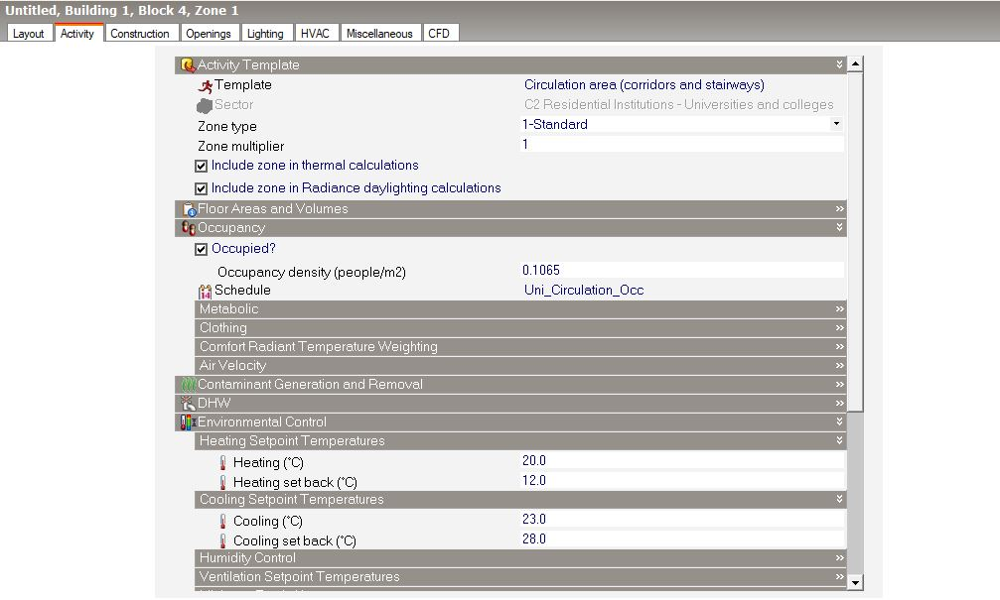 Untitled, Building 1, Block 4, Zone 1
Layout Activity Construction Openings Lighting HVAC Miscellaneous CFD
Activity Template
Template Circulation area (corridors and stairways)
Sector C2 Residential Institutions - Universities and colleges
Zone type 1-Standard
Zone multiplier 1
Include zone in thermal calculations
Include zone in Radiance daylighting calculations
Floor Areas and Volumes
Occupancy
Occupied?
Occupancy density (people/m2) 0.1065
Schedule Uni_Circulation_Occ
Metabolic
Clothing
Comfort Radiant Temperature Weighting
Air Velocity
Contaminant Generation and Removal
DHW
Environmental Control
Heating Setpoint Temperatures
Heating (°C) 20.0
Heating set back (°C) 12.0
Cooling Setpoint Temperatures
Cooling (°C) 23.0
Cooling set back (°C) 28.0
Humidity Control
Ventilation Setpoint Temperatures